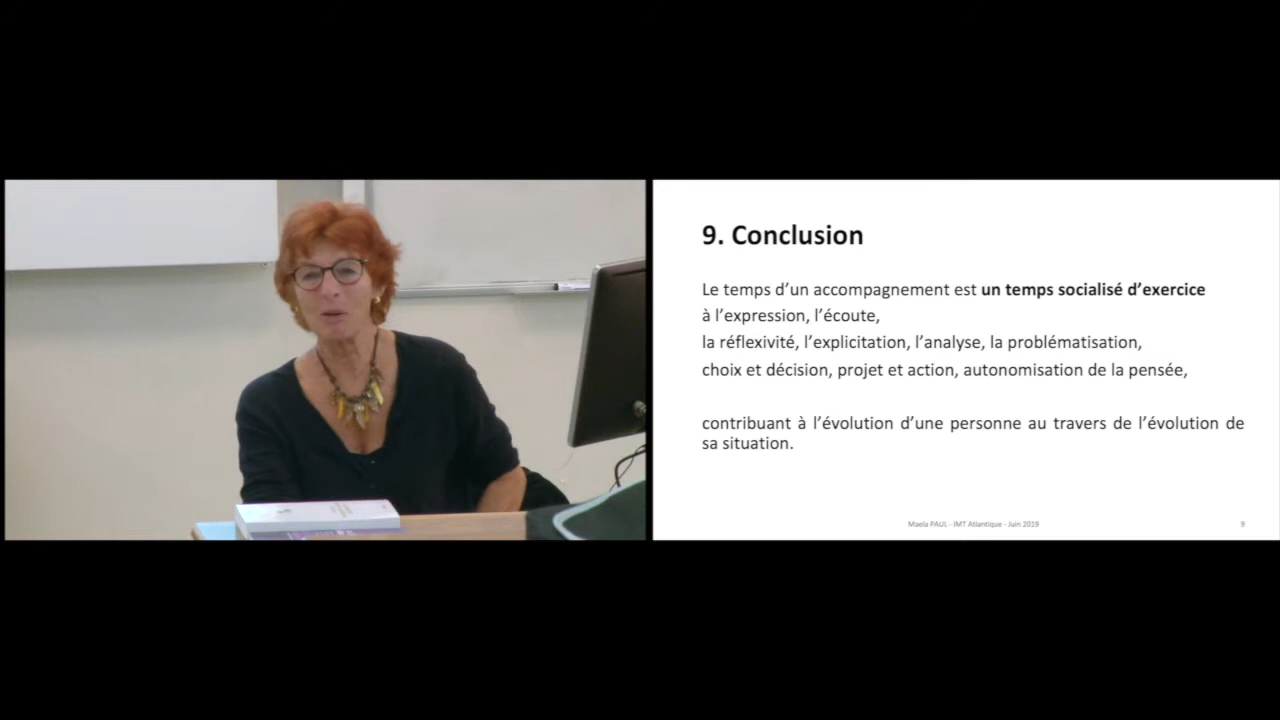 9. Conclusion
Le temps d’un accompagnement est un temps socialisé d’exercice
à l’expression, l’écoute,
la réflexivité, l’explicitation, l’analyse, la problématisation,
choix et décision, projet et action, autonomisation de la pensée,
contribuant à l’évolution d’une personne au travers de l’évolution de
sa situation.
Maela PAUL - IMT Atlantique - Juin 2019
9